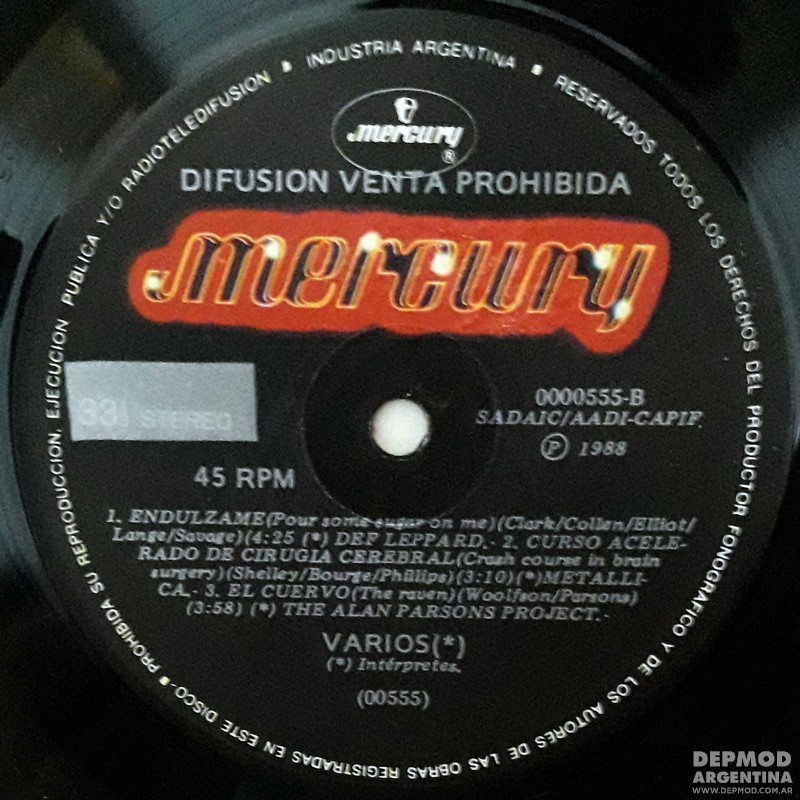 INDUSTRIA ARGENTINA
RESERVADOS TODOS LOS DERECHOS DEL PRODUCTOR FONOGRAFICO Y DE LOS AUTORES DE LAS OBRAS REGISTRADAS EN ESTE DISCO • PROHIBIDA SU REPRODUCCION, EJECUCION PUBLICA Y/O RADIOTELEDIFUSION •
mercury ®
DIFUSION VENTA PROHIBIDA
mercury
33⅓ STEREO
0000555-B
SADAIC/AADI-CAPIF.
Ⓟ 1988
45 RPM
1. ENDULZAME(Pour some sugar on me)(Clark/Collen/Elliot/
Lange/Savage)(4:25 (*) DEF LEPPARD.- 2. CURSO ACELE-
RADO DE CIRUGIA CEREBRAL(Crash course in brain
surgery)(Shelley/Bourge/Phillips)(3:10)(*)METALLI-
CA.- 3. EL CUERVO(The raven)(Woolfson/Parsons)
(3:58) (*) THE ALAN PARSONS PROJECT.-
VARIOS(*)
(*) Intérpretes.
(00555)
DEPMOD
ARGENTINA
WWW.DEPMOD.COM.AR